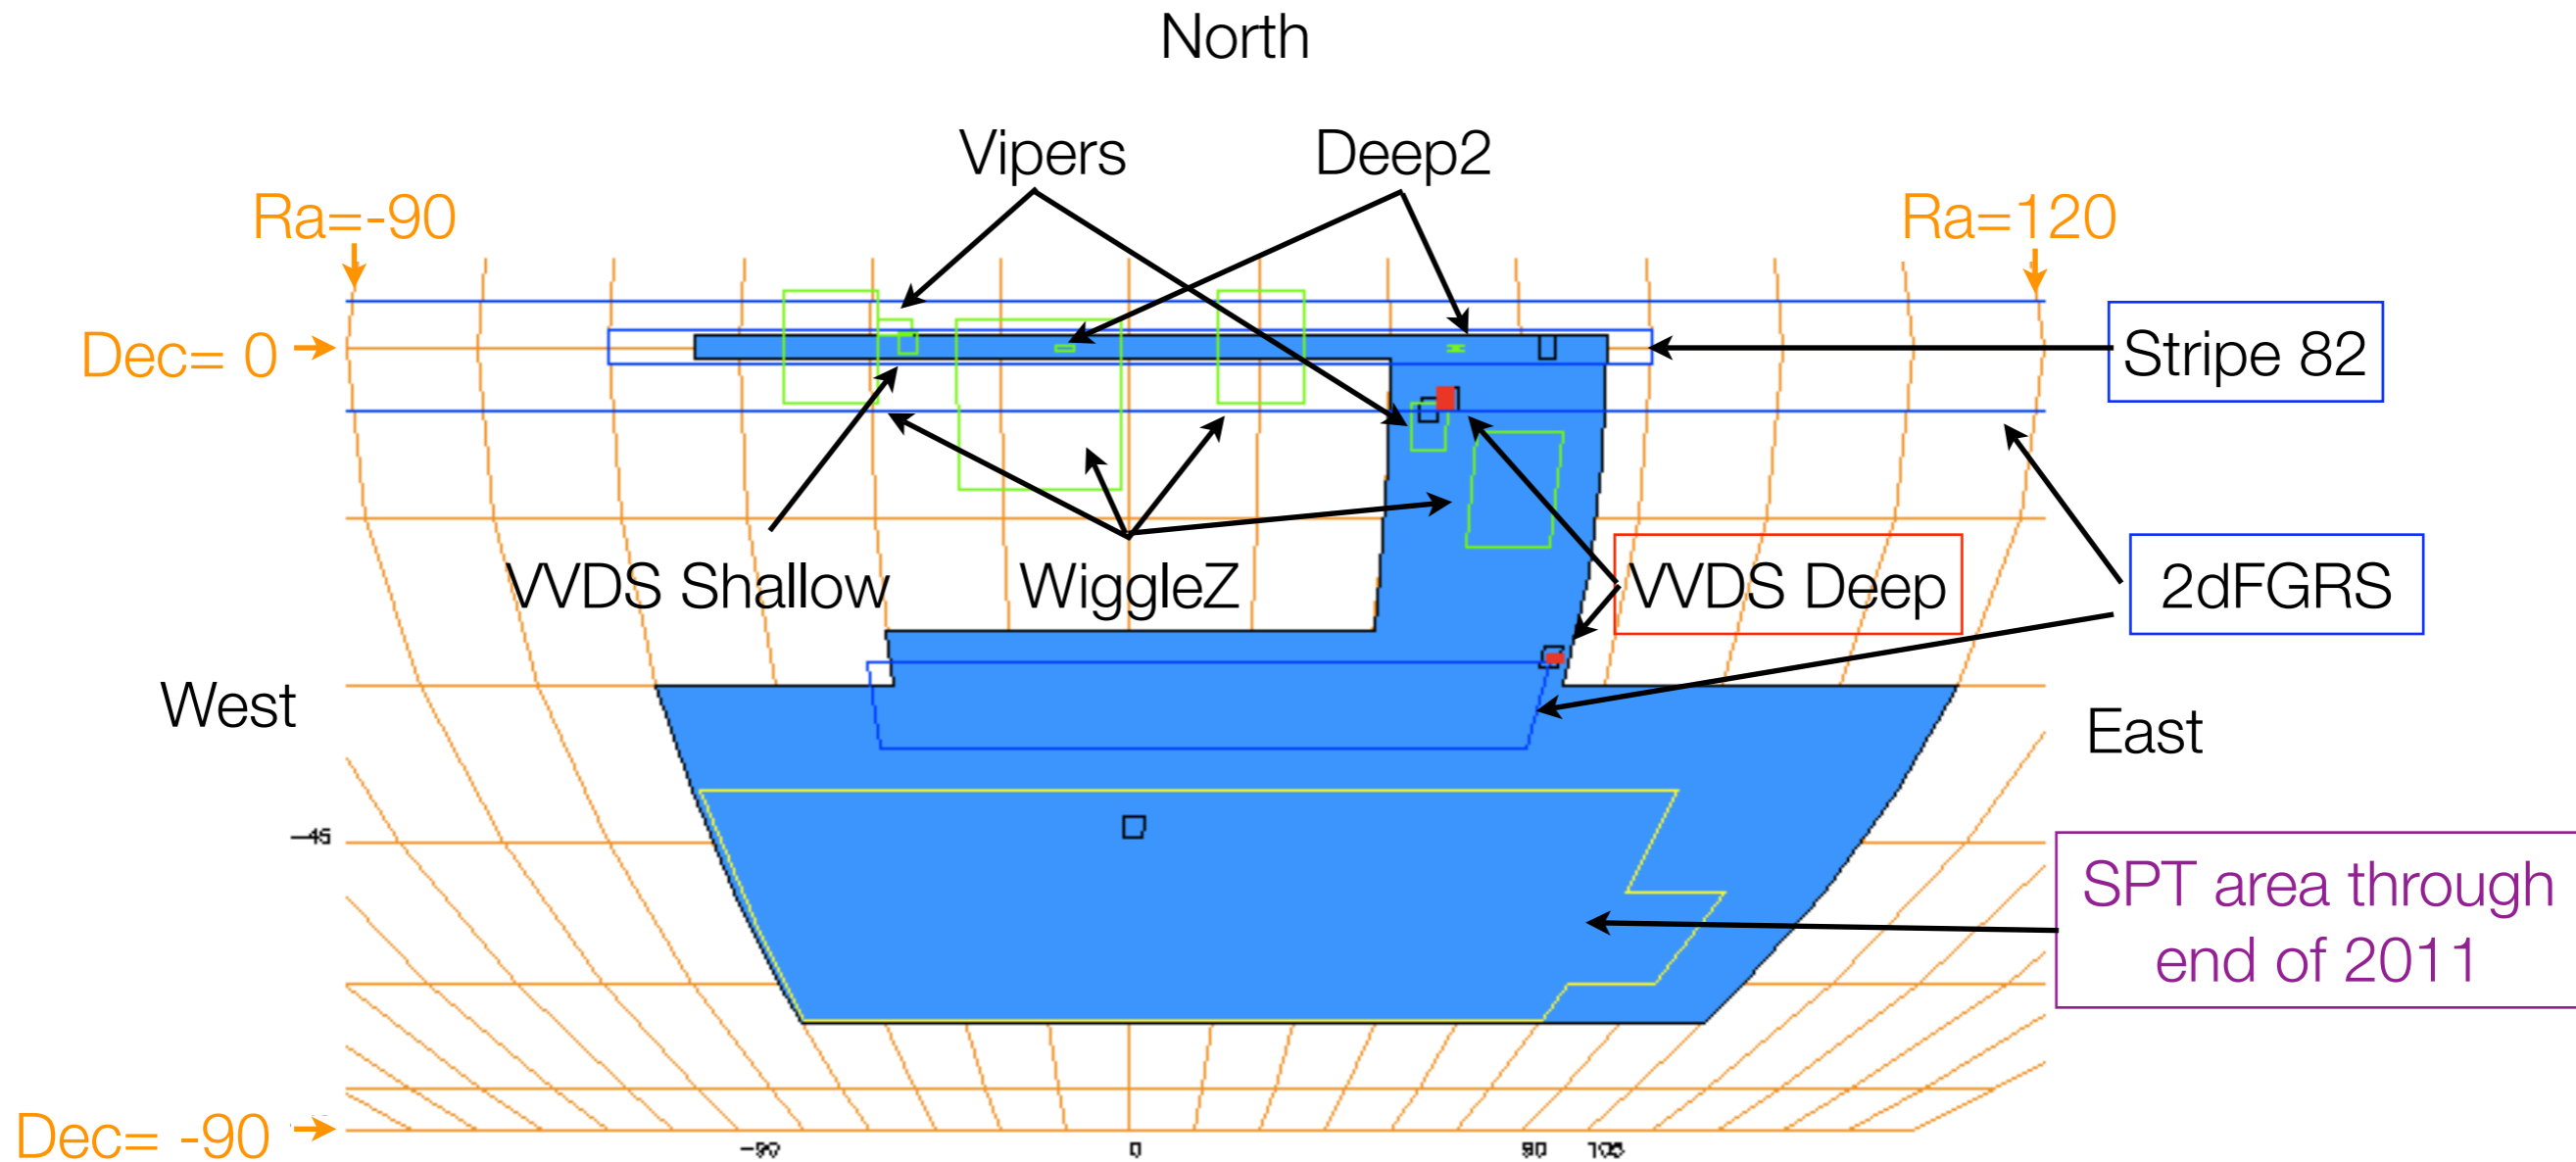 North
Vipers
Deep2
Ra=-90
Ra=120
Dec= 0
Stripe 82
VVDS Shallow
WiggleZ
VVDS Deep
2dFGRS
West
East
-45
SPT area through
end of 2011
Dec= -90
-90
0
90
105